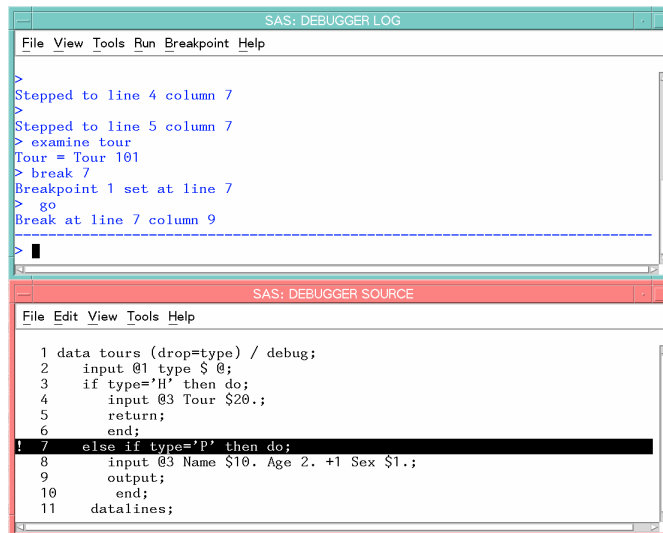 SAS: DEBUGGER LOG
File View Tools Run Breakpoint Help
>
Stepped to line 4 column 7
>
Stepped to line 5 column 7
> examine tour
Tour = Tour 101
> break 7
Breakpoint 1 set at line 7
>  go
Break at line 7 column 9
>
SAS: DEBUGGER SOURCE
File Edit View Tools Help
1 data tours (drop=type) / debug;
2    input @1 type $ @;
3    if type='H' then do;
4       input @3 Tour $20.;
5       return;
6       end;
! 7    else if type='P' then do;
8       input @3 Name $10. Age 2. +1 Sex $1.;
9       output;
10       end;
11    datalines;